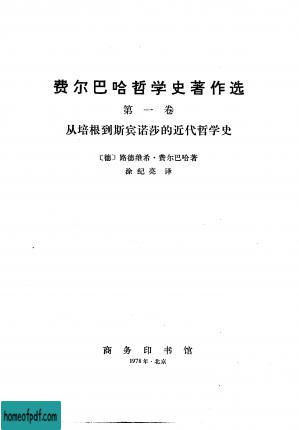 费尔巴哈哲学史著作选
第一卷
从培根到斯宾诺莎的近代哲学史
〔德〕路德维希·费尔巴哈著
涂纪亮 译
商务印书馆
1978年·北京
homeofpdf.com